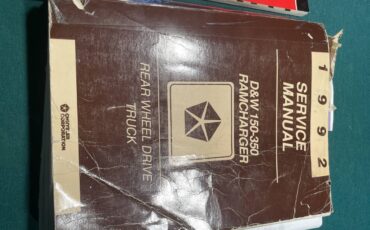 1992
SERVICE
MANUAL
D&W 150-350
RAMCHARGER
REAR WHEEL DRIVE
TRUCK
CHRYSLER
CORPORATION